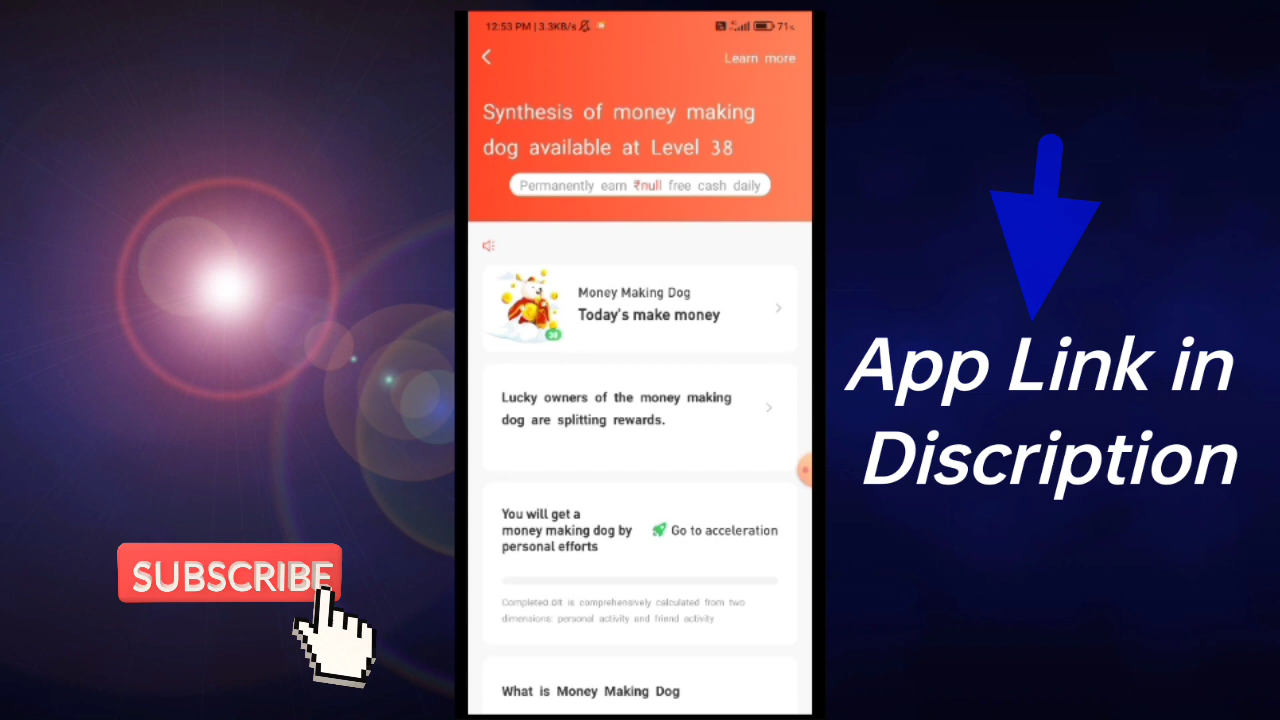 12:53 PM | 3.3KB/s
71%
Learn more
Synthesis of money making
dog available at Level 38
Permanently earn ₹null free cash daily
Money Making Dog
Today's make money
38
Lucky owners of the money making
dog are splitting rewards.
You will get a
money making dog by
personal efforts
Go to acceleration
Completed.0It is comprehensively calculated from two
dimensions: personal activity and friend activity
What is Money Making Dog
App Link in
Discription
SUBSCRIBE